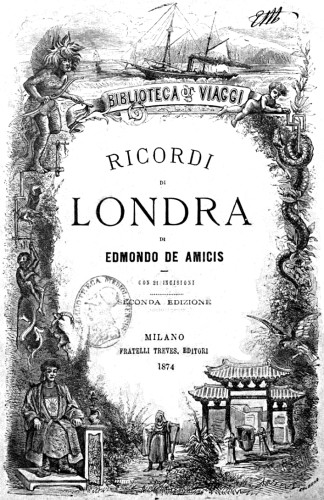 BIBLIOTECA DI VIAGGI
RICORDI
DI
LONDRA
DI
EDMONDO DE AMICIS
SECONDA EDIZIONE
MILANO
FRATELLI TREVES, EDITORI
1874